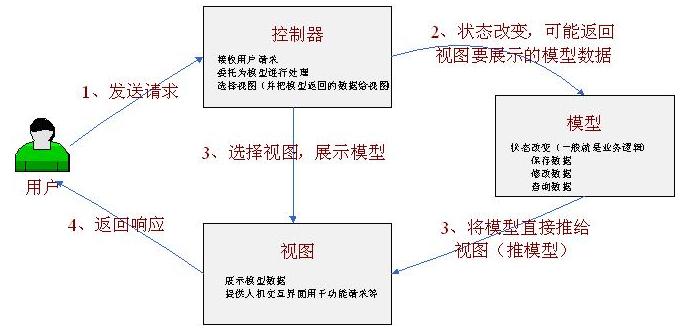 控制器
接收用户请求
委托为模型进行处理
选择视图（并把模型返回的数据给视图）
2、状态改变，可能返回
视图要展示的模型数据
1、发送请求
模型
状态改变（一般就是业务逻辑）
保存数据
修改数据
查询数据
3、选择视图，展示模型
用户
4、返回响应
视图
展示模型数据
提供人机交互界面用于功能请求等
3、将模型直接推给
视图（推模型）